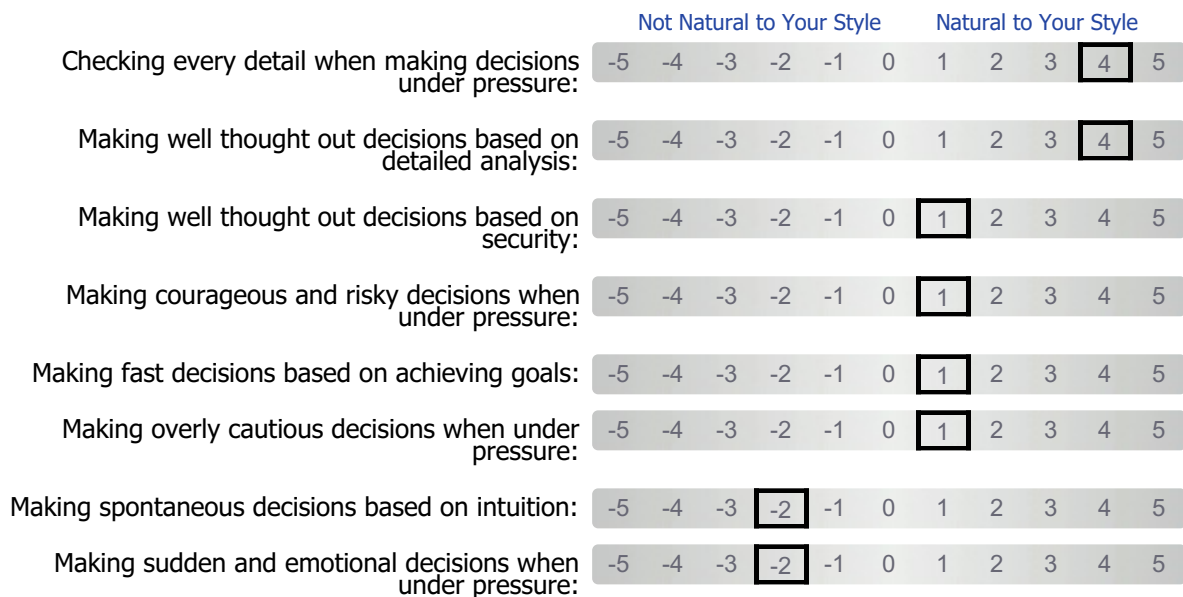 Not Natural to Your Style Natural to Your Style
Checking every detail when making decisions -5 -4 -3 -2 -1 0 1 2 3 4 5
under pressure:
Making well thought out decisions based on -5 -4 -3 -2 -1 0 1 2 3 4 5
detailed analysis:
Making well thought out decisions based on -5 -4 -3 -2 -1 0 1 2 3 4 5
security:
Making courageous and risky decisions when -5 -4 -3 -2 -1 0 1 2 3 4 5
under pressure:
Making fast decisions based on achieving goals: -5 -4 -3 -2 -1 0 1 2 3 4 5
Making overly cautious decisions when under -5 -4 -3 -2 -1 0 1 2 3 4 5
pressure:
Making spontaneous decisions based on intuition: -5 -4 -3 -2 -1 0 1 2 3 4 5
Making sudden and emotional decisions when -5 -4 -3 -2 -1 0 1 2 3 4 5
under pressure: